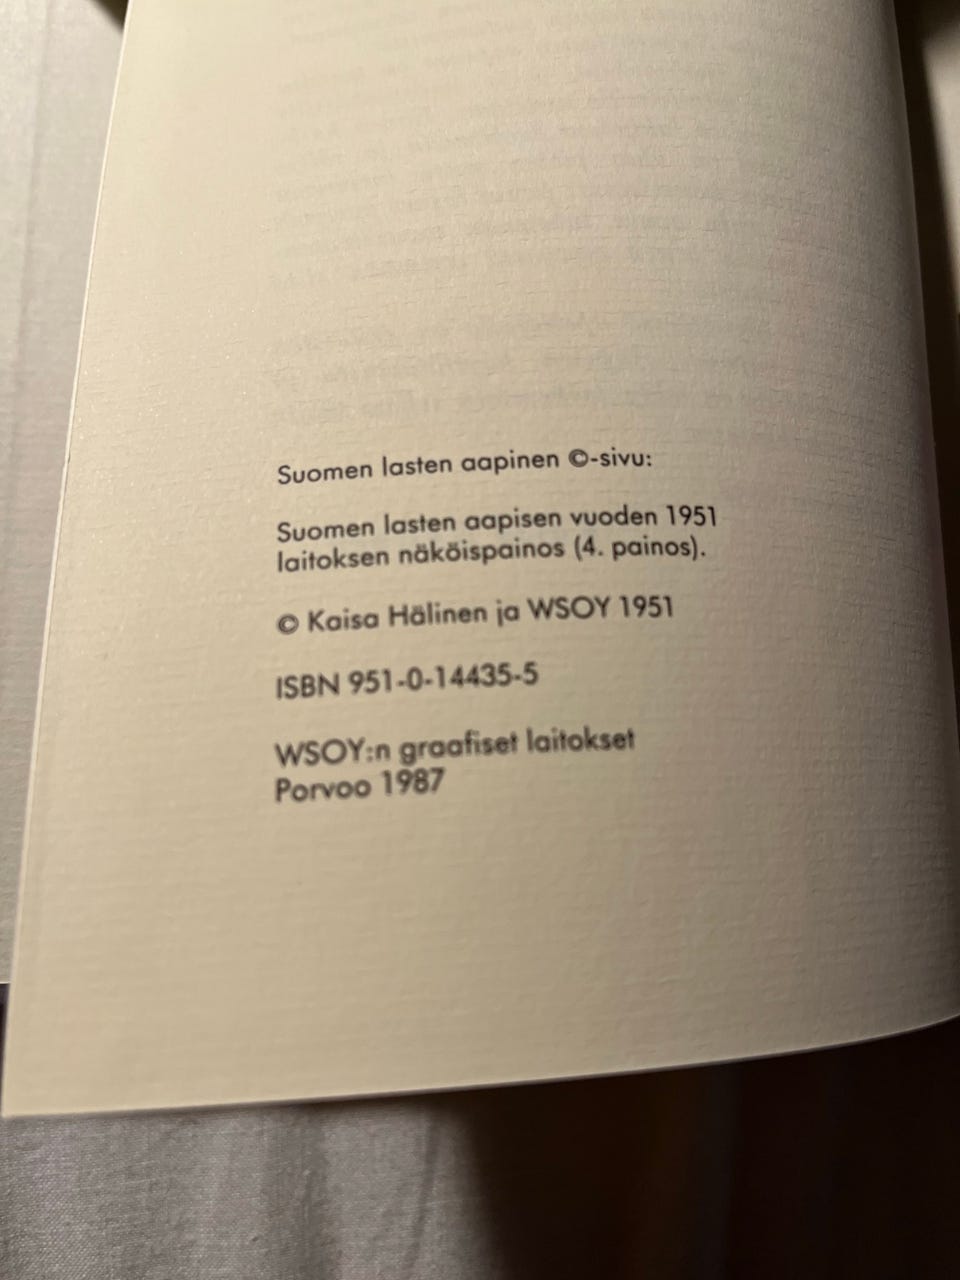 Suomen lasten aapinen ©-sivu:
Suomen lasten aapisen vuoden 1951
laitoksen näköispainos (4. painos).
© Kaisa Hälinen ja WSOY 1951
ISBN 951-0-14435-5
WSOY:n graafiset laitokset
Porvoo 1987